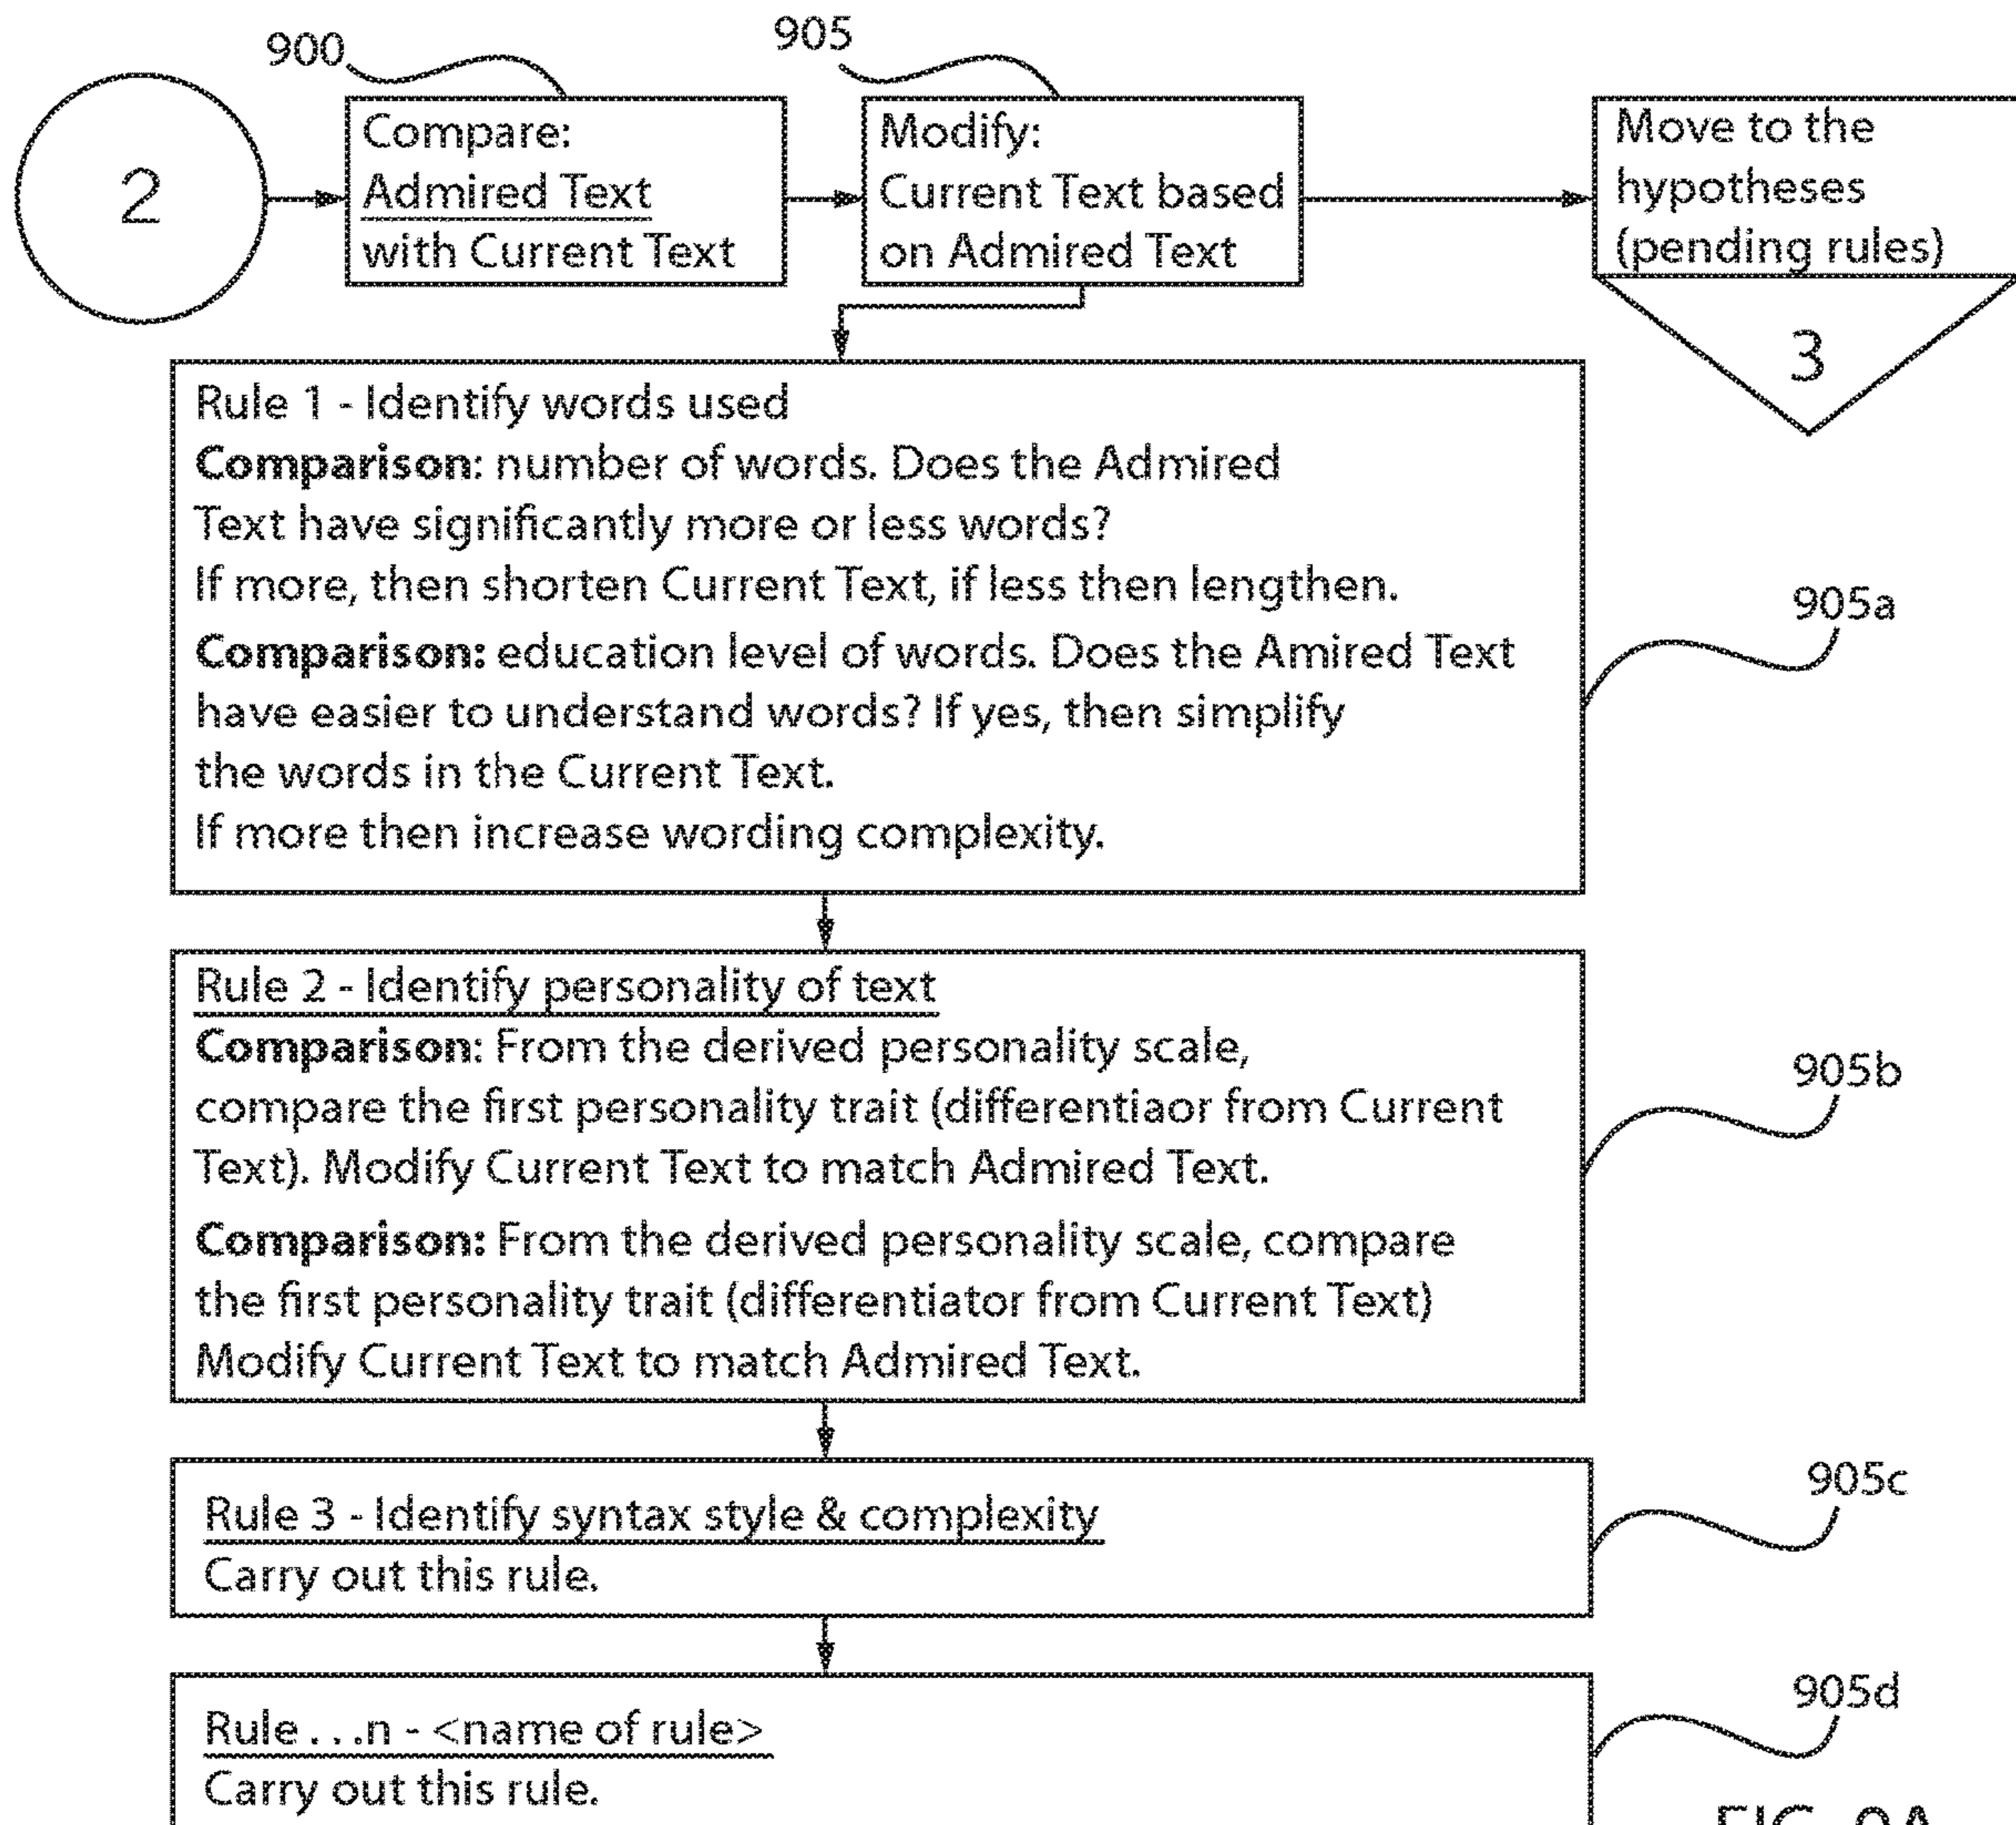 900
905
2
Compare:
Admired Text
with Current Text
Modify:
Current Text based
on Admired Text
Move to the
hypotheses
(pending rules)
3
Rule 1 - Identify words used
Comparison: number of words. Does the Admired
Text have significantly more or less words?
If more, then shorten Current Text, if less then lengthen.
Comparison: education level of words. Does the Amired Text
have easier to understand words? If yes, then simplify
the words in the Current Text.
If more then increase wording complexity.
905a
Rule 2 - Identify personality of text
Comparison: From the derived personality scale,
compare the first personality trait (differentiaor from Current
Text). Modify Current Text to match Admired Text.
Comparison: From the derived personality scale, compare
the first personality trait (differentiator from Current Text)
Modify Current Text to match Admired Text.
905b
Rule 3 - Identify syntax style & complexity
Carry out this rule.
905c
Rule . . .n - <name of rule>
Carry out this rule.
905d
FIG. 9A